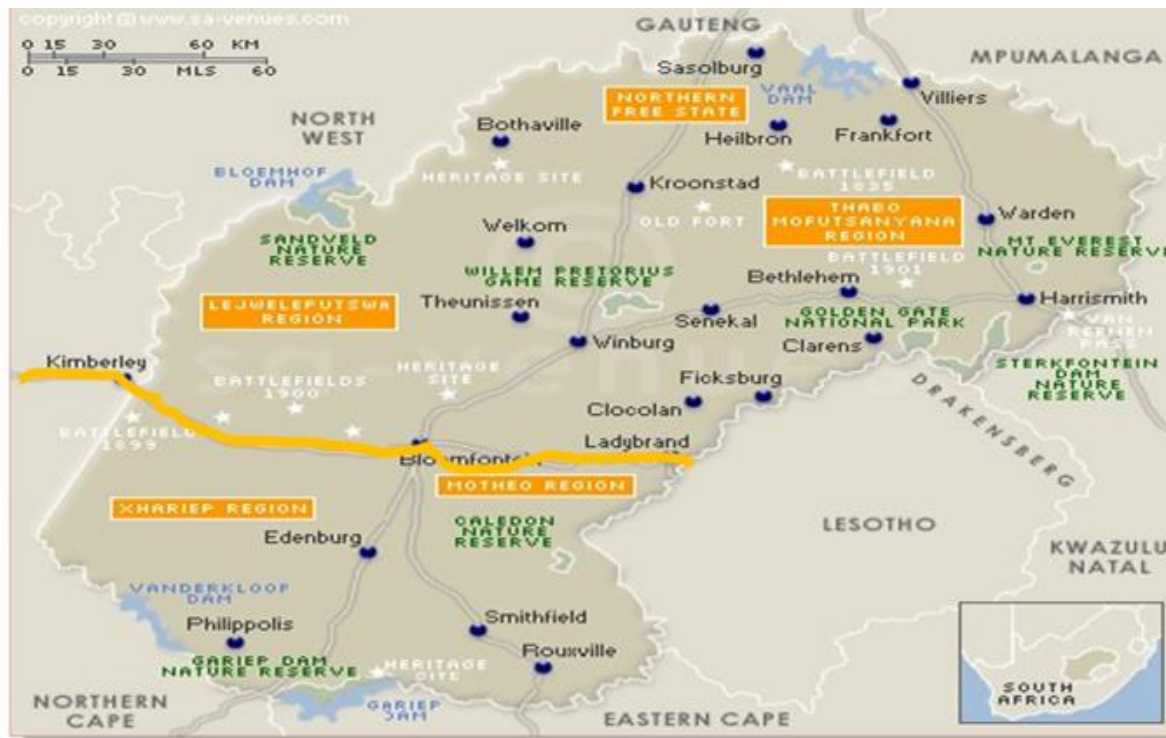 copyright@www.sa-venues.com
GAUTENG
0 15 30 60 KM
0 15 30 MLS 60
MPUMALANGA
Sasolburg
VAAL
DAM
Villiers
NORTHERN
FREE STATE
NORTH
WEST
Bothaville
Heilbron
Frankfort
BLOEMHOF
DAM
HERITAGE SITE
BATTLEFIELD
1835
Kroonstad
OLD FORT
THABO
MOFUTSANYANA
REGION
Warden
Welkom
SANDVELD
NATURE
RESERVE
MT EVEREST
NATURE RESERVE
BATTLEFIELD
1901
WILLEM PRETORIUS
GAME RESERVE
Bethlehem
LEJWELEPUTSWA
REGION
Theunissen
Harrismith
Senekal
GOLDEN GATE
NATIONAL PARK
VAN
REENEN
PASS
Winburg
Clarens
Kimberley
HERITAGE
SITE
STERKFONTEIN
DAM
NATURE
RESERVE
BATTLEFIELDS
1900
Ficksburg
Clocolan
DRAKENSBERG
BATTLEFIELD
1899
Ladybrand
Bloomfontein
MOTHEO REGION
XHARIEP REGION
CALEDON
NATURE
RESERVE
LESOTHO
Edenburg
KWAZULU
NATAL
VANDERKLOOF
DAM
Philippolis
Smithfield
GARIEP DAM
NATURE RESERVE
HERITAGE
SITE
Rouxville
NORTHERN
CAPE
GARIEP
DAM
EASTERN CAPE
SOUTH
AFRICA